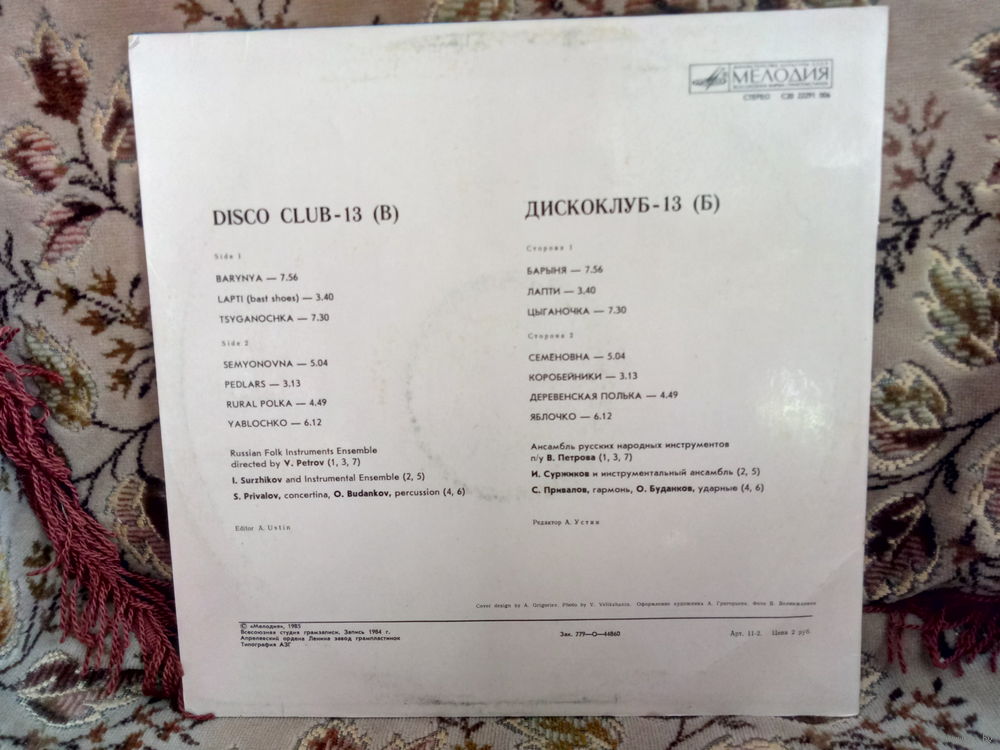 МЕЛОДИЯ
СТЕРЕО С20 22291 006
DISCO CLUB-13 (B)
Side 1
BARYNYA — 7.56
LAPTI (bast shoes) — 3.40
TSYGANOCHKA — 7.30
Side 2
SEMYONOVNA — 5.04
PEDLARS — 3.13
RURAL POLKA — 4.49
YABLOCHKO — 6.12
Russian Folk Instruments Ensemble
directed by V. Petrov (1, 3, 7)
I. Surzhikov and Instrumental Ensemble (2, 5)
S. Privalov, concertina, O. Budankov, percussion (4, 6)
Editor A. Ustin
ДИСКОКЛУБ-13 (Б)
Сторона 1
БАРЫНЯ — 7.56
ЛАПТИ — 3.40
ЦЫГАНОЧКА — 7.30
Сторона 2
СЕМЕНОВНА — 5.04
КОРОБЕЙНИКИ — 3.13
ДЕРЕВЕНСКАЯ ПОЛЬКА — 4.49
ЯБЛОЧКО — 6.12
Ансамбль русских народных инструментов
п/у В. Петрова (1, 3, 7)
И. Суржиков и инструментальный ансамбль (2, 5)
С. Привалов, гармонь, О. Буданков, ударные (4, 6)
Редактор А. Устин
Cover design by A. Grigoriev. Photo by V. Velikzhanin. Оформление художника А. Григорьева. Фото В. Великжанина
© «Мелодия», 1985
Всесоюзная студия грамзаписи. Запись 1984 г.
Апрелевский ордена Ленина завод грампластинок
Типография АЗГ
Зак. 779—О—44860
Арт. 11-2. Цена 2 руб.